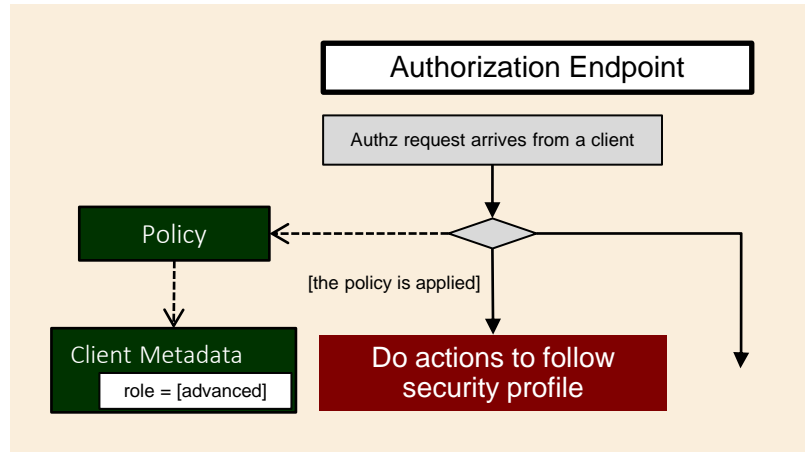 Authorization Endpoint
Authz request arrives from a client
Policy
[the policy is applied]
Client Metadata
role = [advanced]
Do actions to follow
security profile